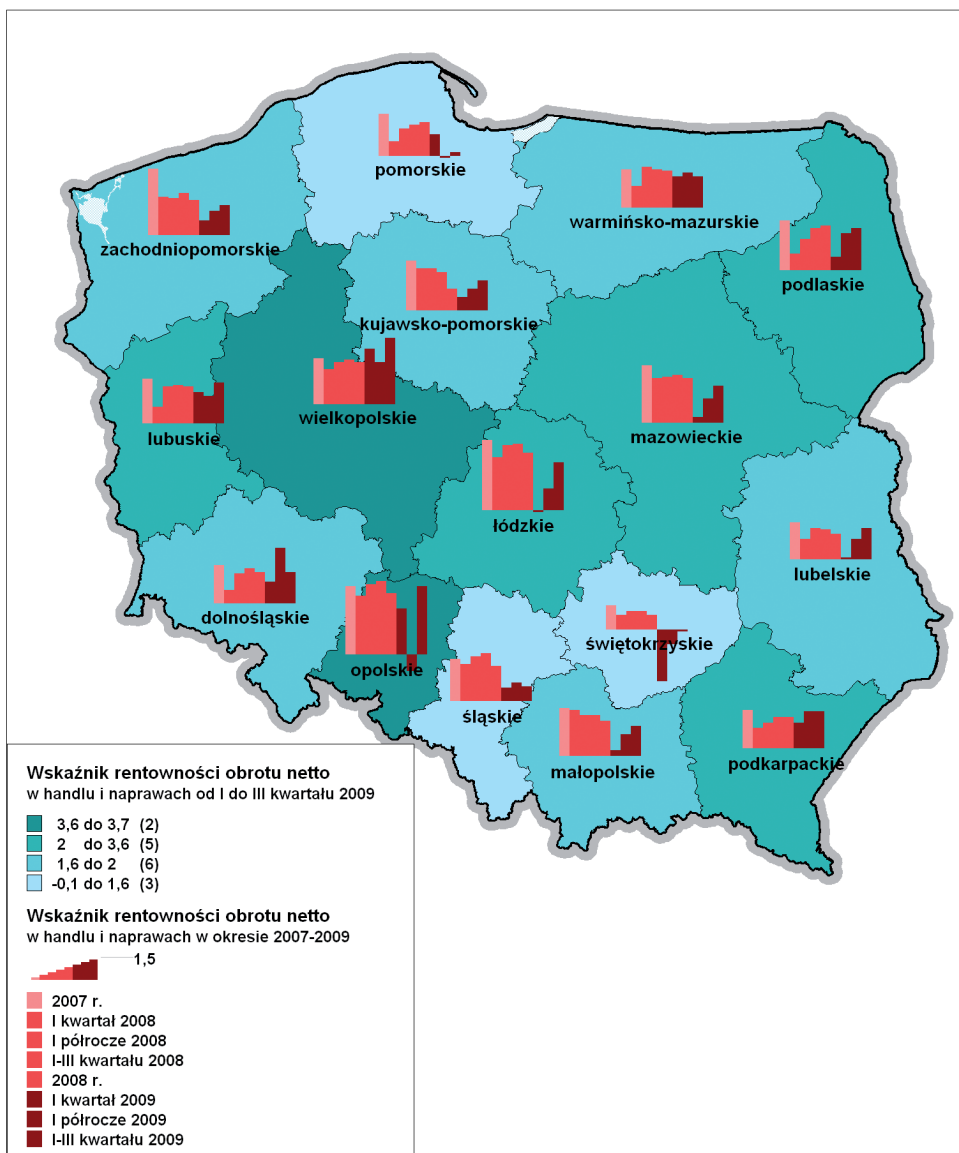 pomorskie
warmińsko-mazurskie
zachodniopomorskie
podlaskie
kujawsko-pomorskie
wielkopolskie
mazowieckie
lubuskie
łódzkie
lubelskie
dolnośląskie
świętokrzyskie
opolskie
śląskie
małopolskie
podkarpackie
Wskaźnik rentowności obrotu netto
w handlu i naprawach od I do III kwartału 2009
3,6 do 3,7 (2)
2 do 3,6 (5)
1,6 do 2 (6)
-0,1 do 1,6 (3)
Wskaźnik rentowności obrotu netto
w handlu i naprawach w okresie 2007-2009
1,5
2007 r.
I kwartał 2008
I półrocze 2008
I-III kwartału 2008
2008 r.
I kwartał 2009
I półrocze 2009
I-III kwartału 2009